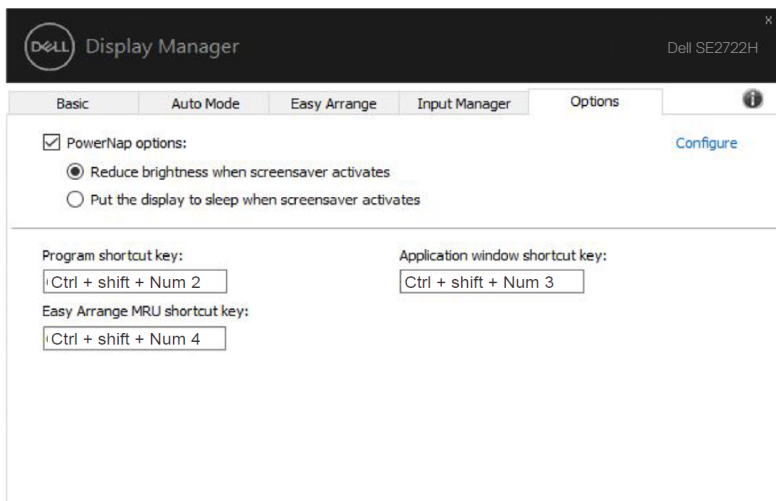 DELL Display Manager
Dell SE2722H
Basic Auto Mode Easy Arrange Input Manager Options
PowerNap options: Configure
Reduce brightness when screensaver activates
Put the display to sleep when screensaver activates
Program shortcut key: Application window shortcut key:
Ctrl + shift + Num 2 Ctrl + shift + Num 3
Easy Arrange MRU shortcut key:
Ctrl + shift + Num 4